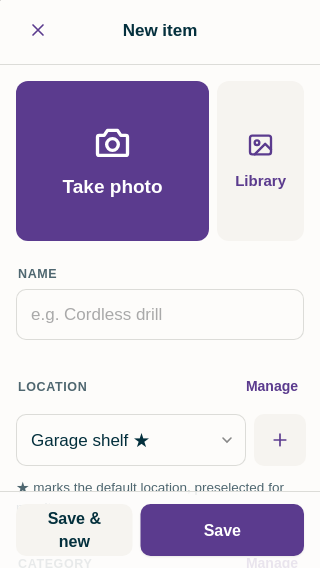 New item
Take photo
Library
NAME
e.g. Cordless drill
LOCATION
Manage
Garage shelf ★
★ marks the default location, preselected for
Save &
new
Save
CATEGORY
Manage